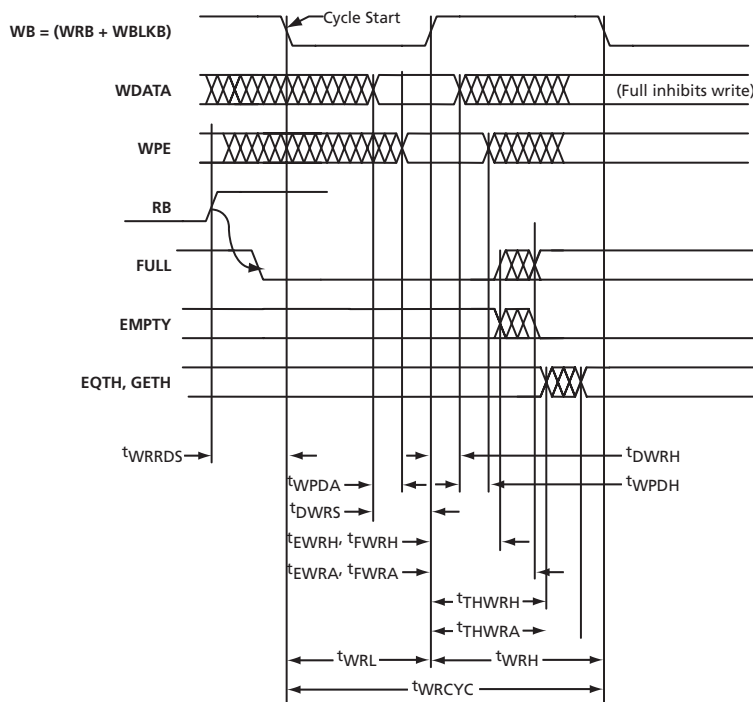 Cycle Start
WB = (WRB + WBLKB)
WDATA
(Full inhibits write)
WPE
RB
FULL
EMPTY
EQTH, GETH
tWRRDS
tDWRH
tWPDA
tWPDH
tDWRS
tEWRH, tFWRH
tEWRA, tFWRA
tTHWRH
tTHWRA
tWRL
tWRH
tWRCYC